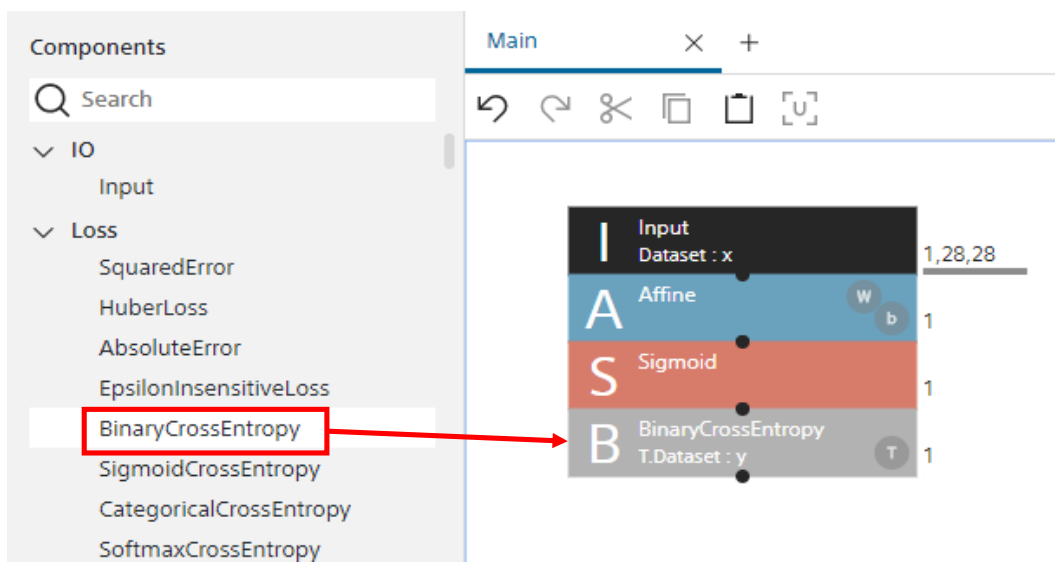 Components
Search
IO
Input
Loss
SquaredError
HuberLoss
AbsoluteError
EpsilonInsensitiveLoss
BinaryCrossEntropy
SigmoidCrossEntropy
CategoricalCrossEntropy
SoftmaxCrossEntropy
Main
I
Input
Dataset : x
1,28,28
A
Affine
W
b
1
S
Sigmoid
1
B
BinaryCrossEntropy
T.Dataset : y
T
1